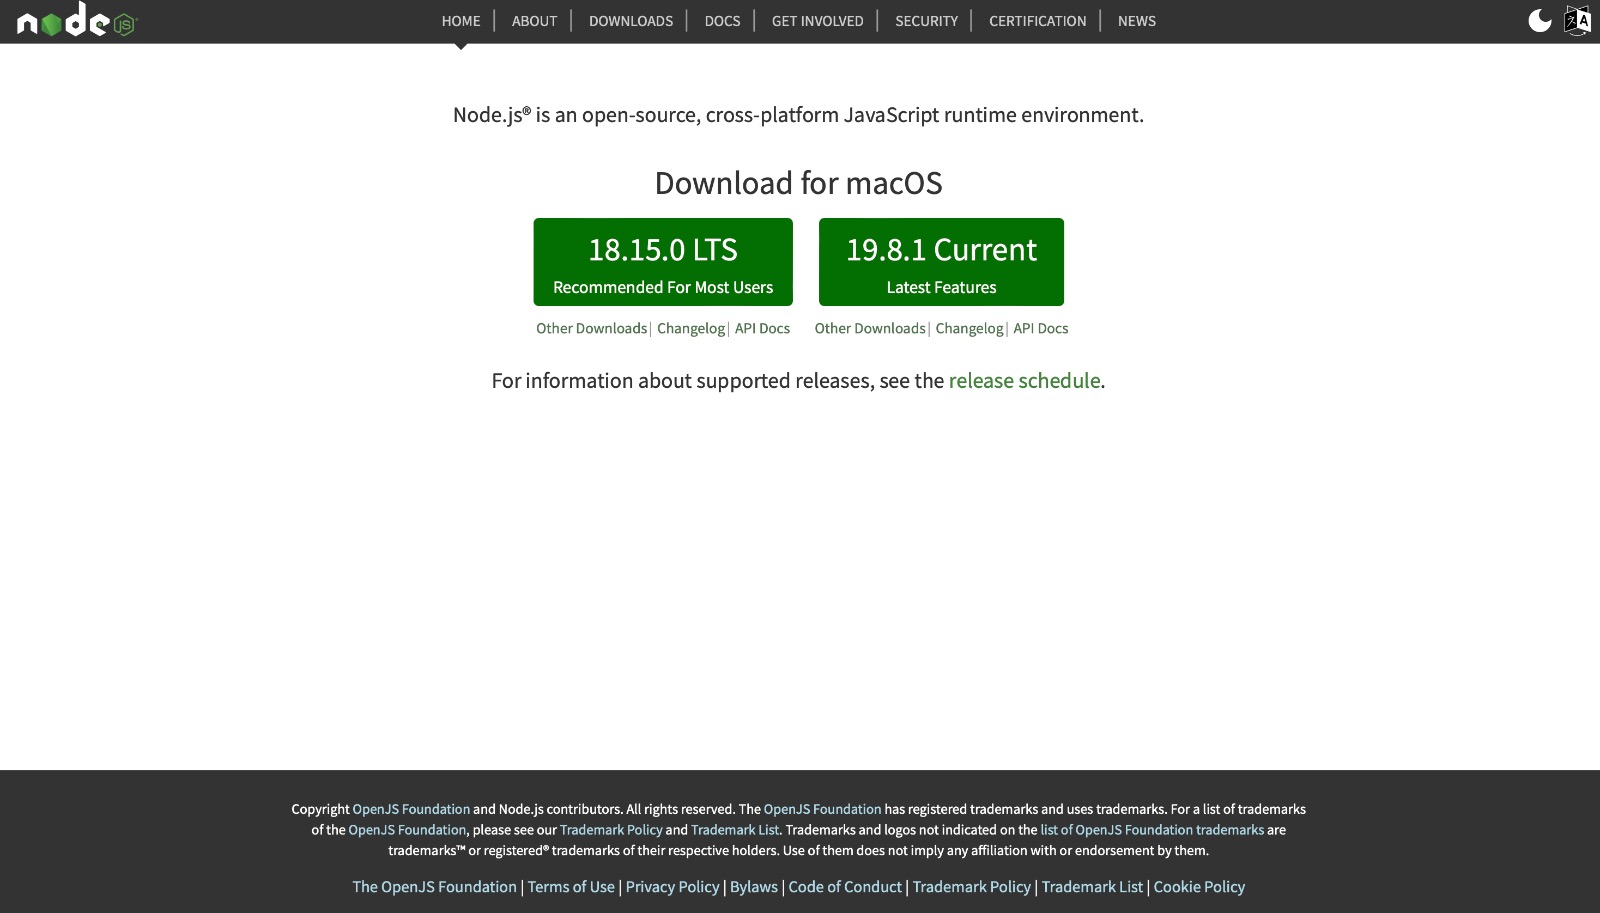 node JS
HOME | ABOUT | DOWNLOADS | DOCS | GET INVOLVED | SECURITY | CERTIFICATION | NEWS
Node.js® is an open-source, cross-platform JavaScript runtime environment.
Download for macOS
18.15.0 LTS
Recommended For Most Users
19.8.1 Current
Latest Features
Other Downloads | Changelog | API Docs
Other Downloads | Changelog | API Docs
For information about supported releases, see the release schedule.
Copyright OpenJS Foundation and Node.js contributors. All rights reserved. The OpenJS Foundation has registered trademarks and uses trademarks. For a list of trademarks
of the OpenJS Foundation, please see our Trademark Policy and Trademark List. Trademarks and logos not indicated on the list of OpenJS Foundation trademarks are
trademarks™ or registered® trademarks of their respective holders. Use of them does not imply any affiliation with or endorsement by them.
The OpenJS Foundation | Terms of Use | Privacy Policy | Bylaws | Code of Conduct | Trademark Policy | Trademark List | Cookie Policy